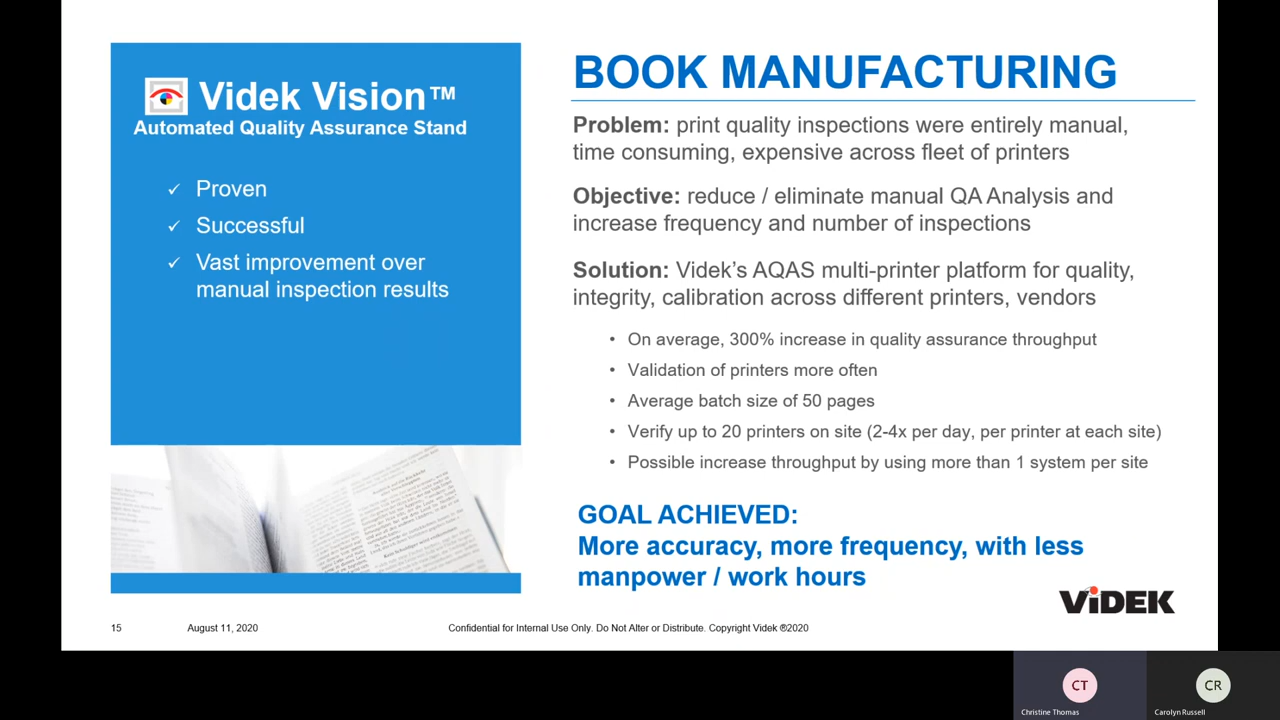 Videk Vision™
Automated Quality Assurance Stand
✓ Proven
✓ Successful
✓ Vast improvement over
manual inspection results
BOOK MANUFACTURING
Problem: print quality inspections were entirely manual,
time consuming, expensive across fleet of printers
Objective: reduce / eliminate manual QA Analysis and
increase frequency and number of inspections
Solution: Videk's AQAS multi-printer platform for quality,
integrity, calibration across different printers, vendors
• On average, 300% increase in quality assurance throughput
• Validation of printers more often
• Average batch size of 50 pages
• Verify up to 20 printers on site (2-4x per day, per printer at each site)
• Possible increase throughput by using more than 1 system per site
GOAL ACHIEVED:
More accuracy, more frequency, with less
manpower / work hours
ViDEK
15
August 11, 2020
Confidential for Internal Use Only. Do Not Alter or Distribute. Copyright Videk ®2020
CT
Christine Thomas
CR
Carolyn Russell